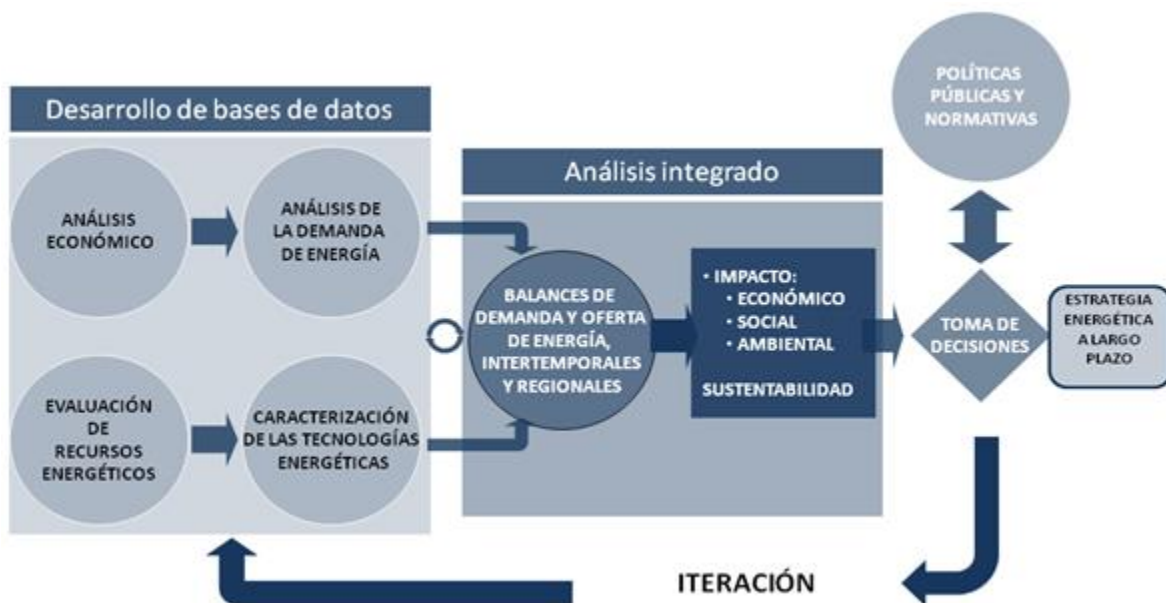 Desarrollo de bases de datos
ANÁLISIS
ECONÓMICO
ANÁLISIS DE
LA DEMANDA
DE ENERGÍA
EVALUACIÓN
DE
RECURSOS
ENERGÉTICOS
CARACTERIZACIÓN
DE LAS TECNOLOGÍAS
ENERGÉTICAS
Análisis integrado
BALANCES DE
DEMANDA Y OFERTA
DE ENERGÍA,
INTERTEMPORALES
Y REGIONALES
• IMPACTO:
• ECONÓMICO
• SOCIAL
• AMBIENTAL
SUSTENTABILIDAD
POLÍTICAS
PÚBLICAS Y
NORMATIVAS
TOMA DE
DECISIONES
ESTRATEGIA
ENERGÉTICA
A LARGO
PLAZO
ITERACIÓN